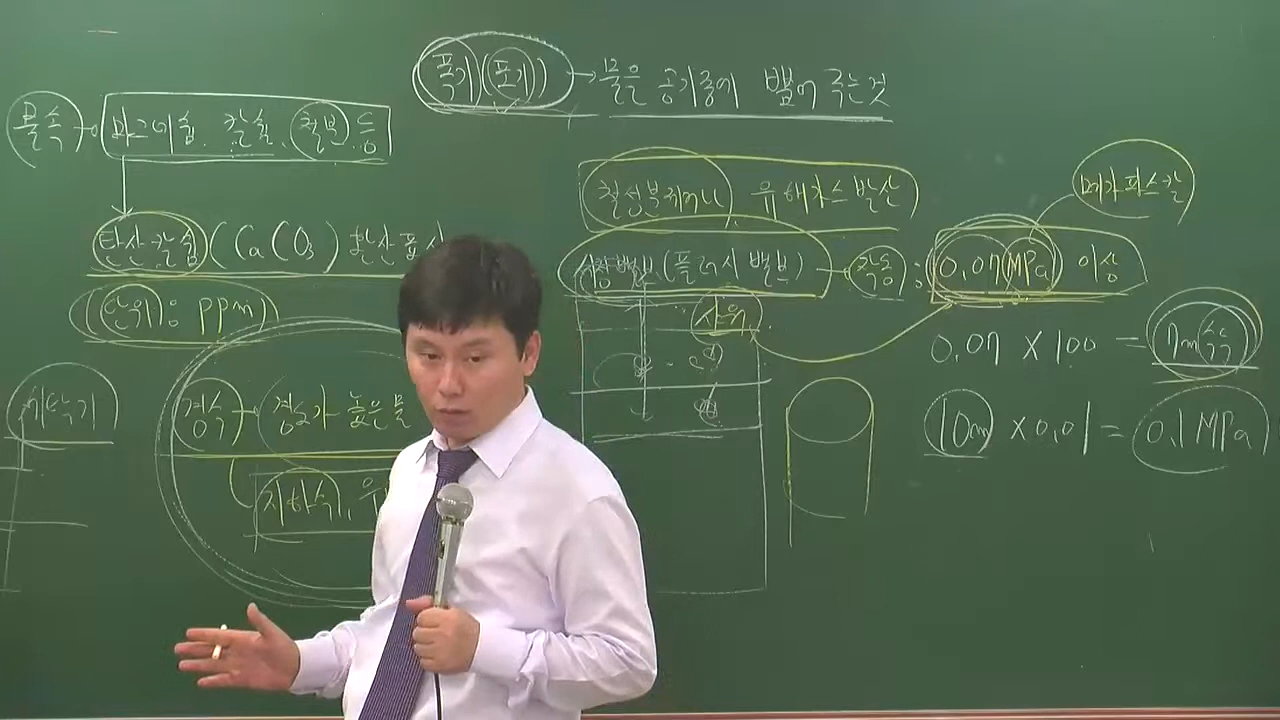 폭기(포기) → 물을 공기중에 뿜어 주는것
물속 마그네슘, 칼슘, 철분 등
탄산칼슘(CaCO3) 환산표시
(단위: ppm)
경수 → 경도가 높은 물
지하수,
세탁기
철성분제거나 유해가스발산
세정밸브(플러시밸브) 작동: 0.07MPa 이상
메가파스칼
샤워
0.07 × 100 = 7m(수두)
10m × 0.01 = 0.1MPa